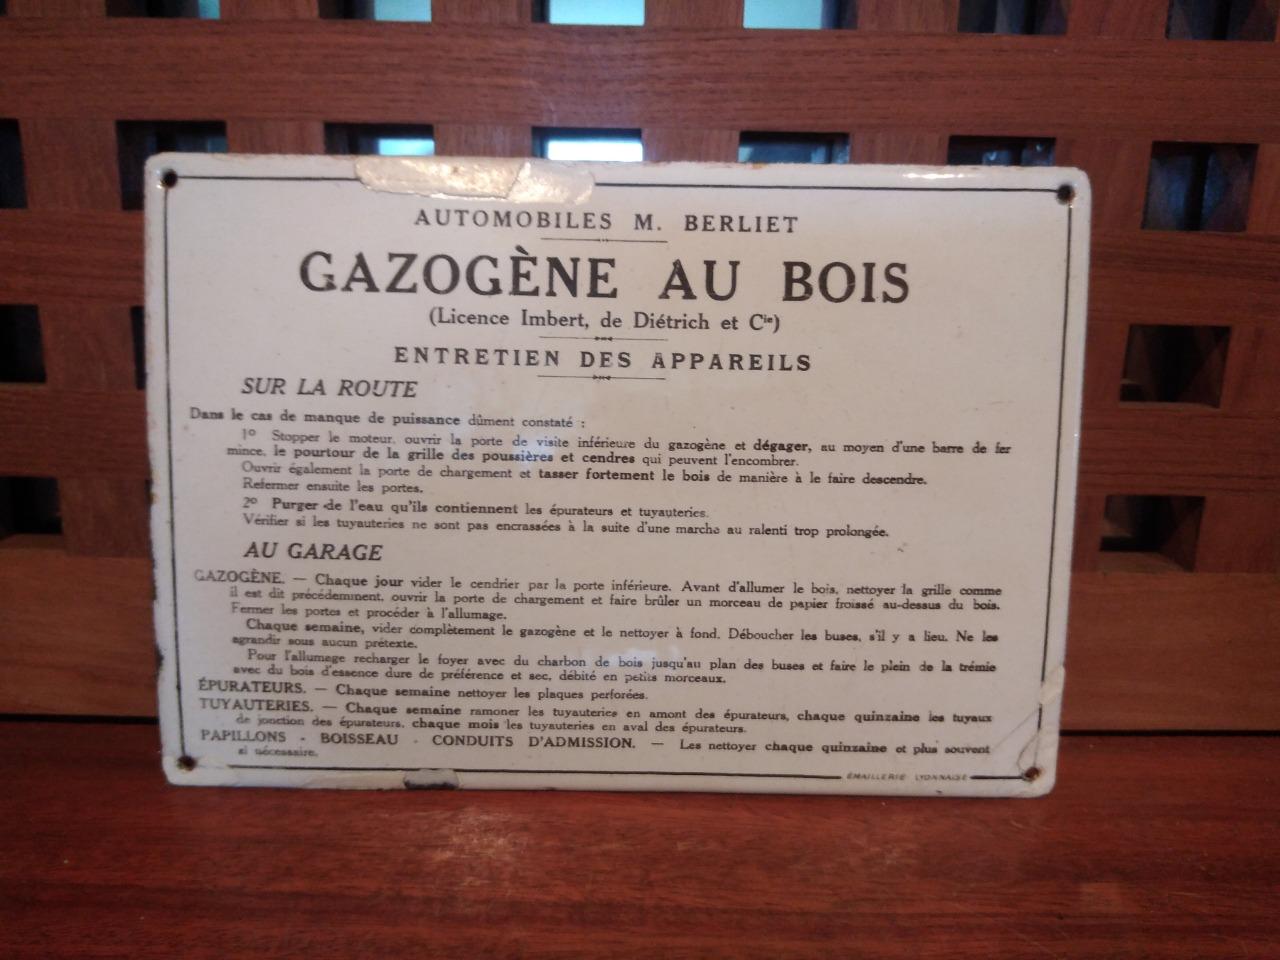 AUTOMOBILES M. BERLIET
GAZOGÈNE AU BOIS
(Licence Imbert, de Diétrich et Cie)
ENTRETIEN DES APPAREILS
SUR LA ROUTE
Dans le cas de manque de puissance dûment constaté :
1º Stopper le moteur, ouvrir la porte de visite inférieure du gazogène et dégager, au moyen d'une barre de fer
mince, le pourtour de la grille des poussières et cendres qui peuvent l'encombrer.
Ouvrir également la porte de chargement et tasser fortement le bois de manière à le faire descendre.
Refermer ensuite les portes.
2º Purger de l'eau qu'ils contiennent les épurateurs et tuyauteries.
Vérifier si les tuyauteries ne sont pas encrassées à la suite d'une marche au ralenti trop prolongée.
AU GARAGE
GAZOGÈNE. — Chaque jour vider le cendrier par la porte inférieure. Avant d'allumer le bois, nettoyer la grille comme
il est dit précédemment, ouvrir la porte de chargement et faire brûler un morceau de papier froissé au-dessus du bois.
Fermer les portes et procéder à l'allumage.
Chaque semaine, vider complètement le gazogène et le nettoyer à fond. Déboucher les buses, s'il y a lieu. Ne les
agrandir sous aucun prétexte.
Pour l'allumage recharger le foyer avec du charbon de bois jusqu'au plan des buses et faire le plein de la trémie
avec du bois d'essence dure de préférence et sec, débité en petits morceaux.
ÉPURATEURS. — Chaque semaine nettoyer les plaques perforées.
TUYAUTERIES. — Chaque semaine ramoner les tuyauteries en amont des épurateurs, chaque quinzaine les tuyaux
de jonction des épurateurs, chaque mois les tuyauteries en aval des épurateurs.
PAPILLONS - BOISSEAU - CONDUITS D'ADMISSION. — Les nettoyer chaque quinzaine et plus souvent
si nécessaire.
ÉMAILLERIE LYONNAISE